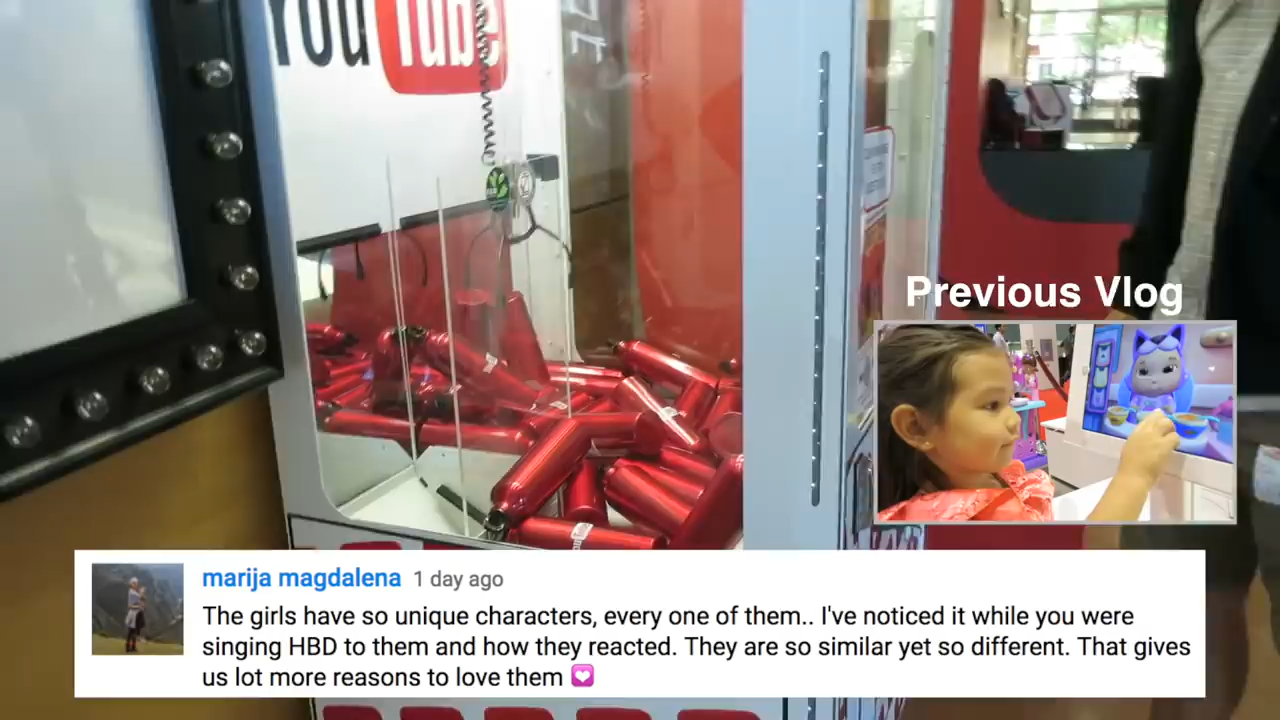 YouTube
Previous Vlog
YouTube
marija magdalena 1 day ago
The girls have so unique characters, every one of them.. I've noticed it while you were
singing HBD to them and how they reacted. They are so similar yet so different. That gives
us lot more reasons to love them 💟